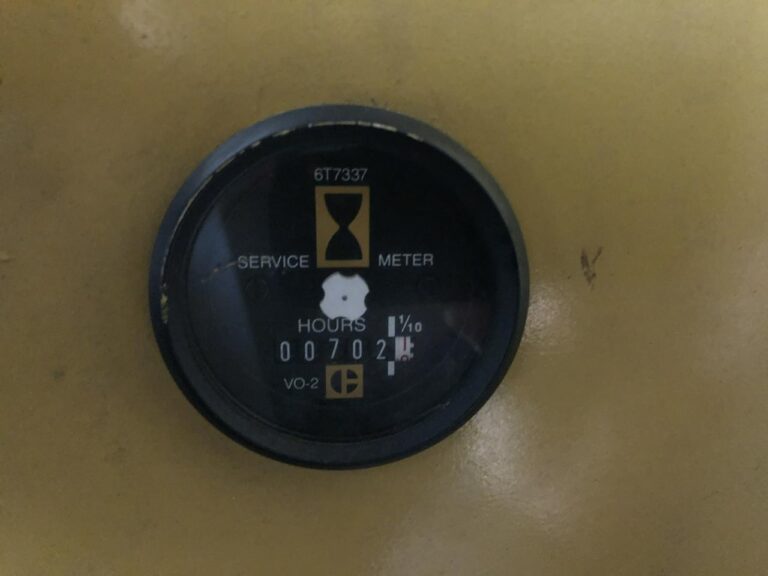 6T7337
SERVICE METER
HOURS 1/10
00702
VO-2